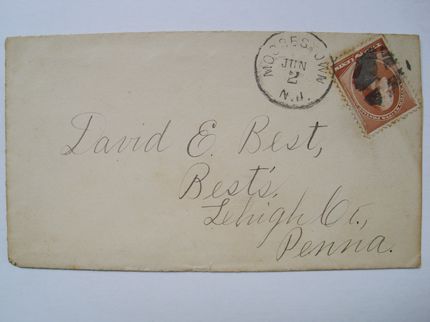 MOORESTOWN
JUN
2
N.J.
David E. Best,
Best's,
Lehigh Co.,
Penna.